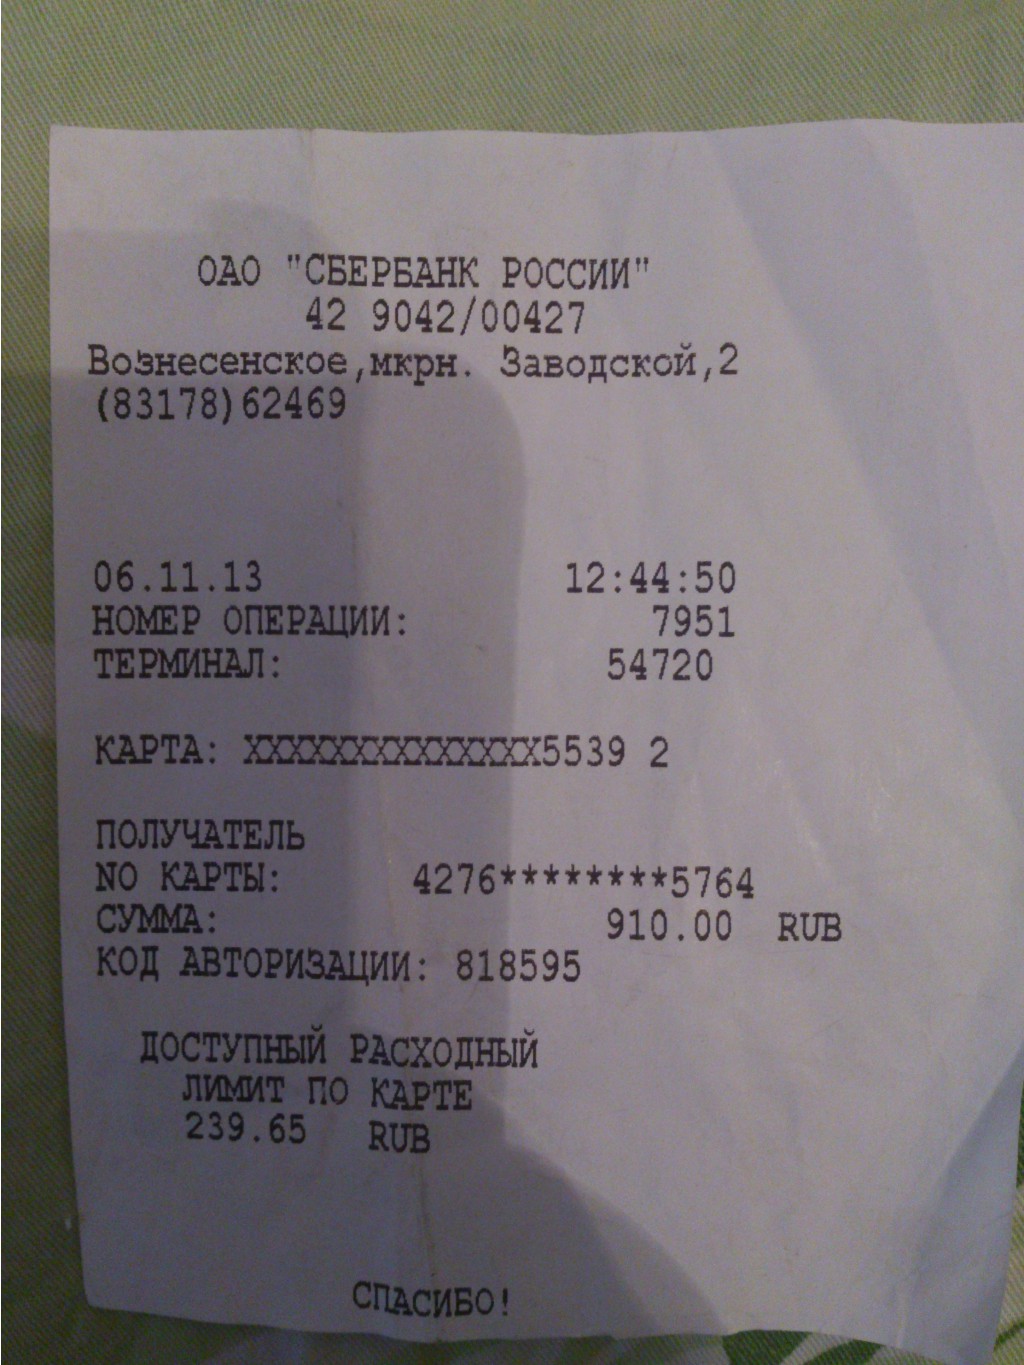 ОАО "СБЕРБАНК РОССИИ"
42 9042/00427
Вознесенское,мкрн. Заводской,2
(83178)62469
06.11.13 12:44:50
НОМЕР ОПЕРАЦИИ: 7951
ТЕРМИНАЛ: 54720
КАРТА: XXXXXXXXXXXXXX5539 2
ПОЛУЧАТЕЛЬ
NO КАРТЫ: 4276********5764
СУММА: 910.00 RUB
КОД АВТОРИЗАЦИИ: 818595
ДОСТУПНЫЙ РАСХОДНЫЙ
ЛИМИТ ПО КАРТЕ
239.65 RUB
СПАСИБО!